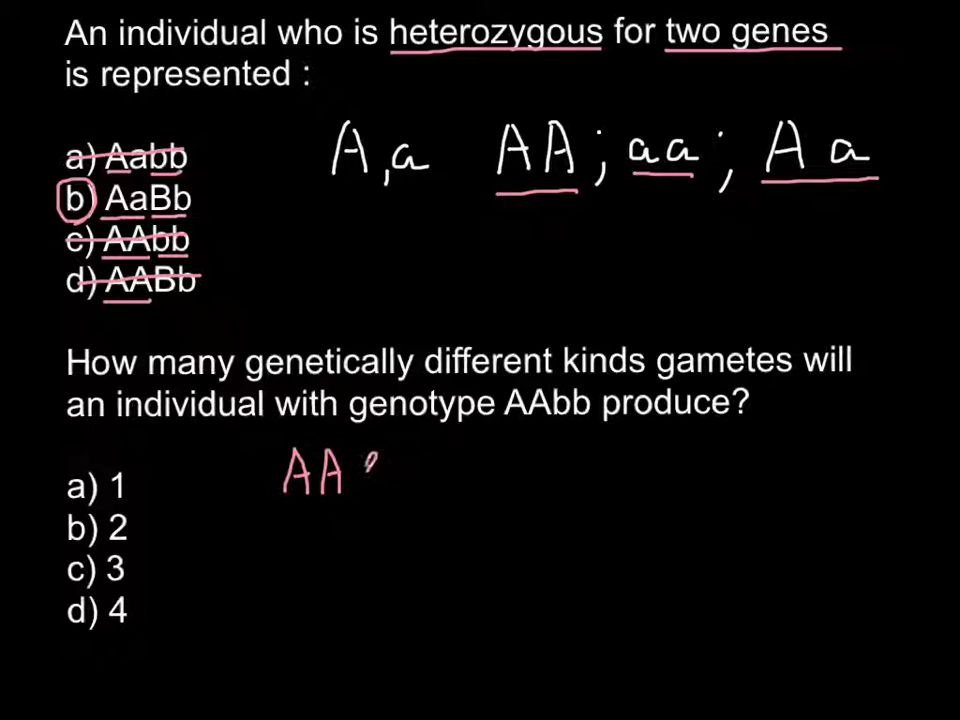 An individual who is heterozygous for two genes
is represented :
a) Aabb
A,a AA ; aa ; Aa
b) AaBb
c) AAbb
d) AABb
How many genetically different kinds gametes will
an individual with genotype AAbb produce?
AA
a) 1
b) 2
c) 3
d) 4